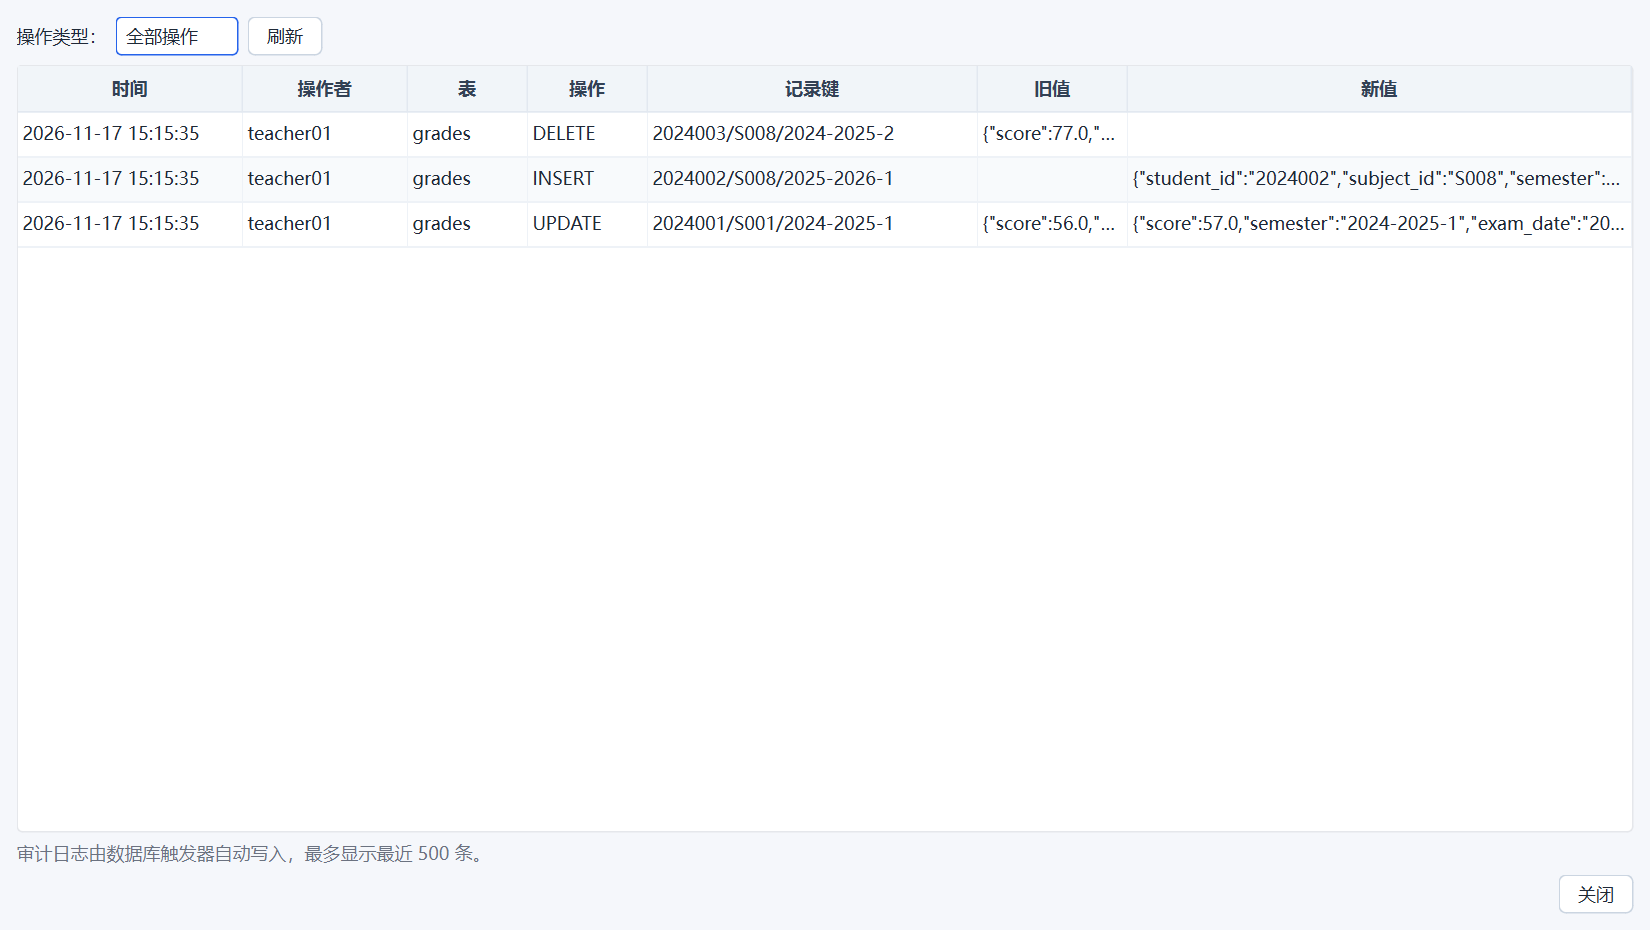 操作类型： 全部操作 刷新
时间 操作者 表 操作 记录键 旧值 新值
2026-11-17 15:15:35 teacher01 grades DELETE 2024003/S008/2024-2025-2 {"score":77.0,"...
2026-11-17 15:15:35 teacher01 grades INSERT 2024002/S008/2025-2026-1 {"student_id":"2024002","subject_id":"S008","semester":...
2026-11-17 15:15:35 teacher01 grades UPDATE 2024001/S001/2024-2025-1 {"score":56.0,"... {"score":57.0,"semester":"2024-2025-1","exam_date":"20...
审计日志由数据库触发器自动写入，最多显示最近 500 条。
关闭